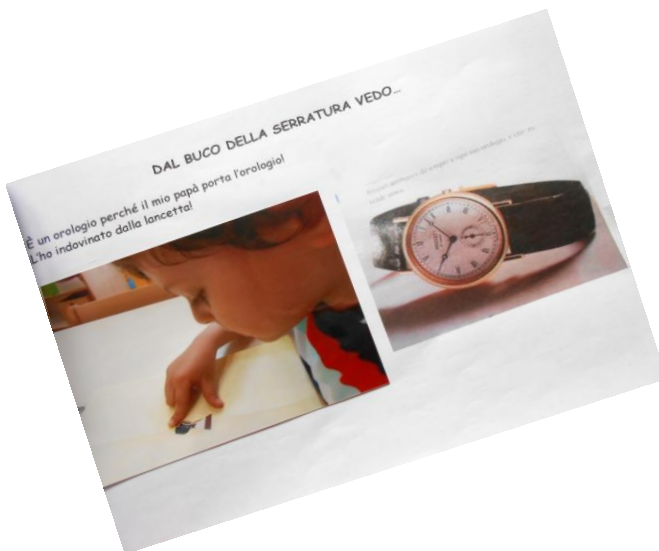 DAL BUCO DELLA SERRATURA VEDO...
È un orologio perché il mio papà porta l'orologio!
L'ho indovinato dalla lancetta!